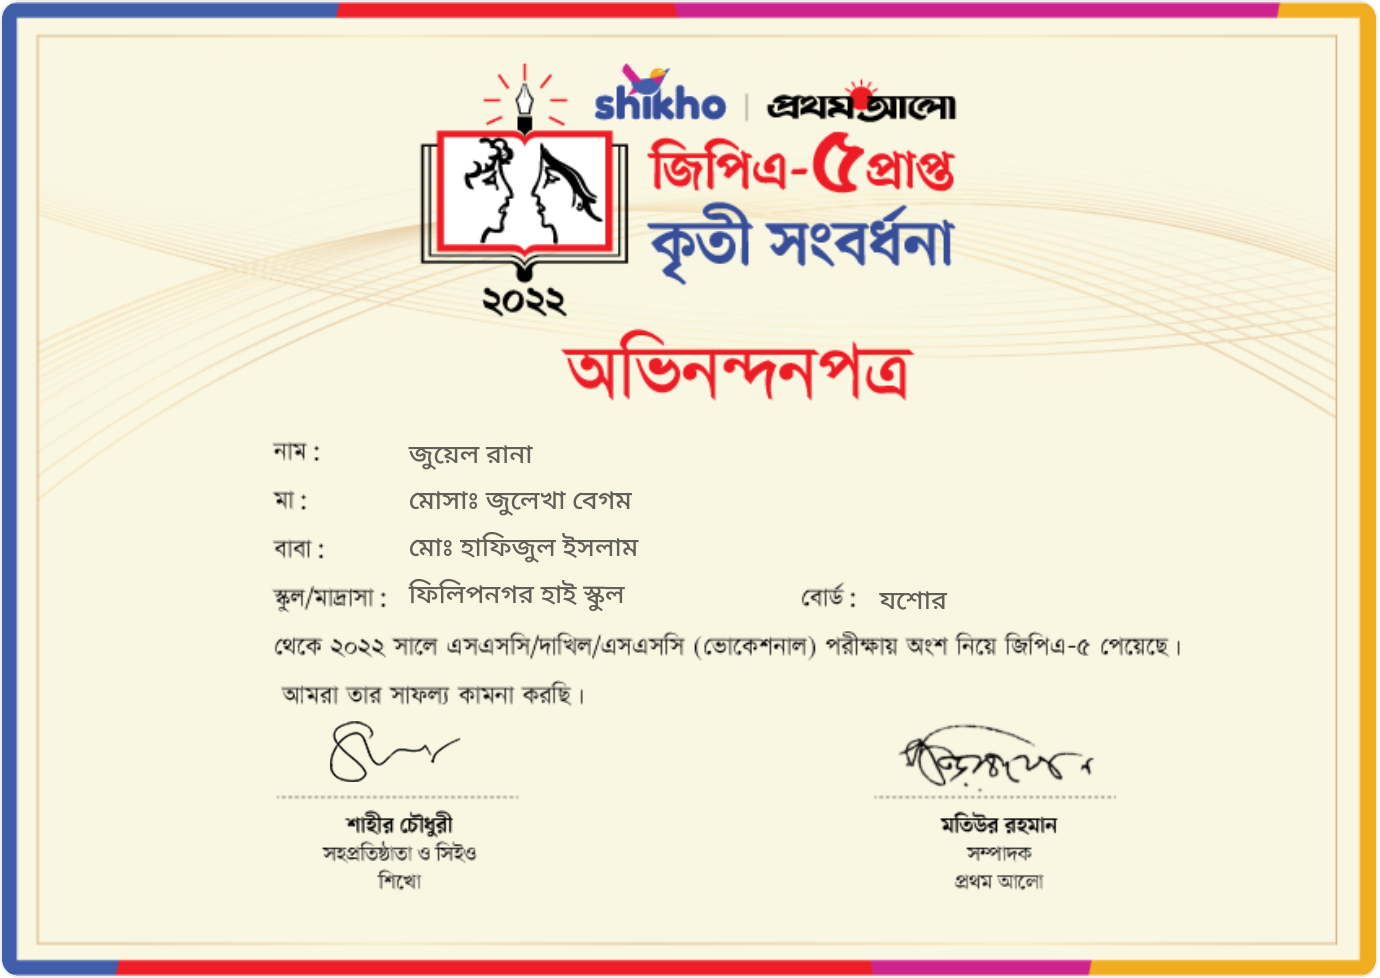 shikho | প্রথম আলো
জিপিএ-৫ প্রাপ্ত
কৃতী সংবর্ধনা
২০২২
অভিনন্দনপত্র
নাম : জুয়েল রানা
মা : মোসাঃ জুলেখা বেগম
বাবা : মোঃ হাফিজুল ইসলাম
স্কুল/মাদ্রাসা : ফিলিপনগর হাই স্কুল বোর্ড : যশোর
থেকে ২০২২ সালে এসএসসি/দাখিল/এসএসসি (ভোকেশনাল) পরীক্ষায় অংশ নিয়ে জিপিএ-৫ পেয়েছে।
আমরা তার সাফল্য কামনা করছি।
শাহীর চৌধুরী
সহপ্রতিষ্ঠাতা ও সিইও
শিখো
মতিউর রহমান
সম্পাদক
প্রথম আলো